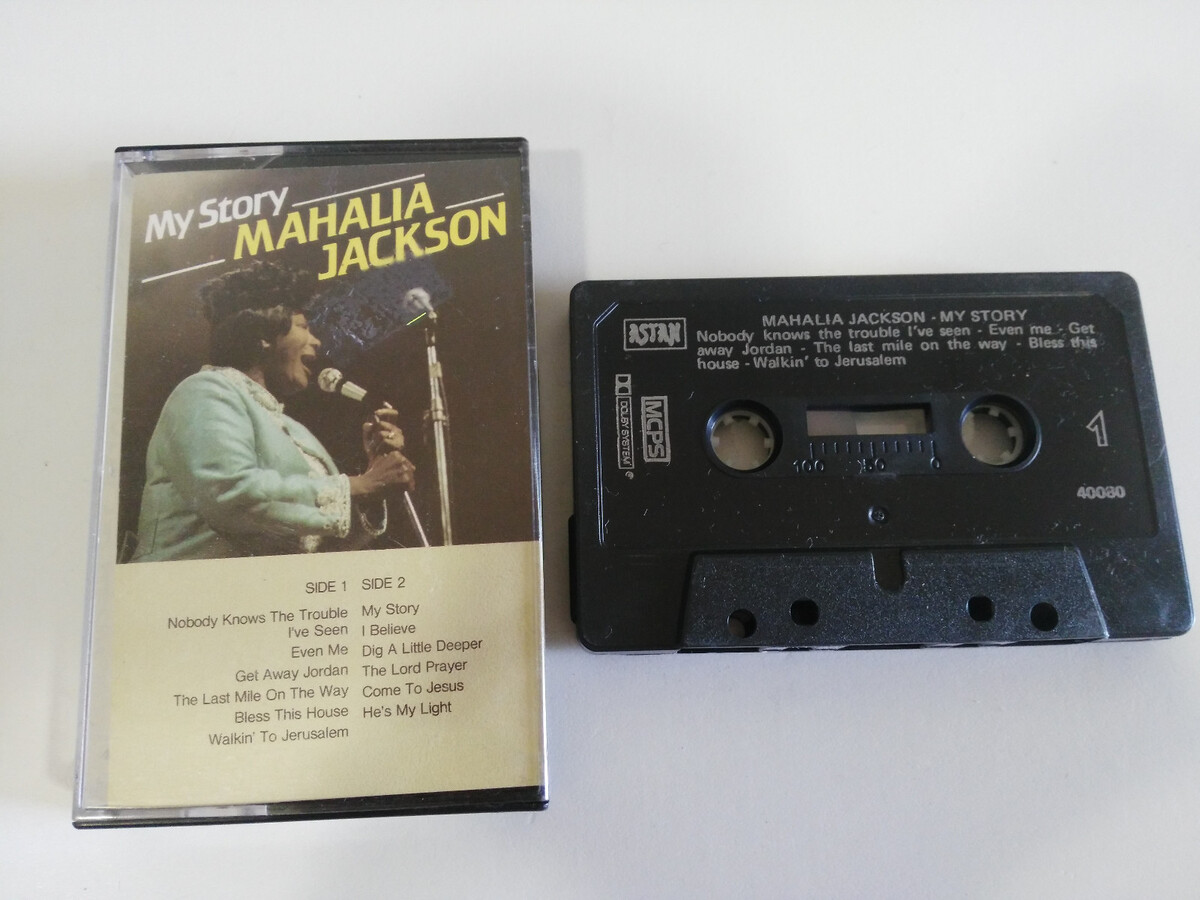 My Story
MAHALIA
JACKSON
SIDE 1
Nobody Knows The Trouble
I've Seen
Even Me
Get Away Jordan
The Last Mile On The Way
Bless This House
Walkin' To Jerusalem
SIDE 2
My Story
I Believe
Dig A Little Deeper
The Lord Prayer
Come To Jesus
He's My Light
ASTAN
MAHALIA JACKSON - MY STORY
Nobody knows the trouble I've seen - Even me - Get
away Jordan - The last mile on the way - Bless this
house - Walkin' to Jerusalem
DOLBY SYSTEM
MCPS
100 50 0
1
40080